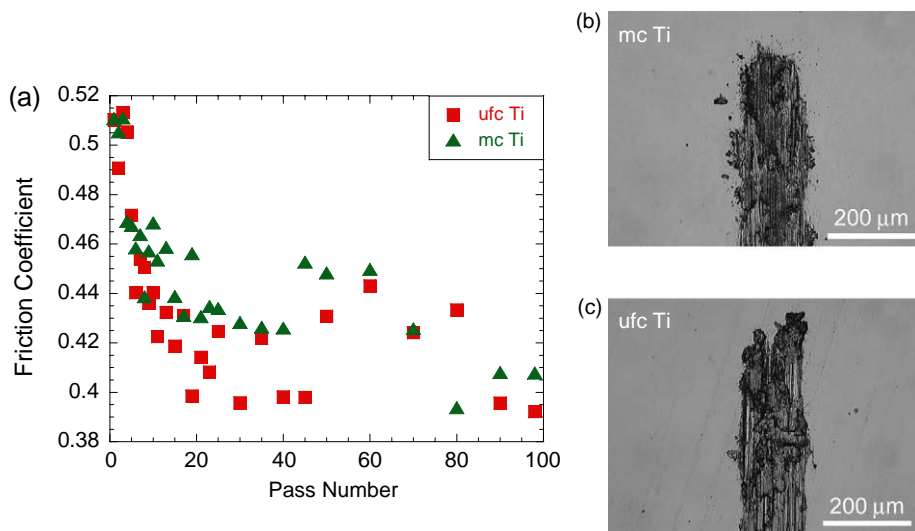 (a)
0.52
0.5
0.48
0.46
0.44
0.42
0.4
0.38
Friction Coefficient
0
20
40
60
80
100
Pass Number
ufc Ti
mc Ti
(b)
mc Ti
200 μm
(c)
ufc Ti
200 μm